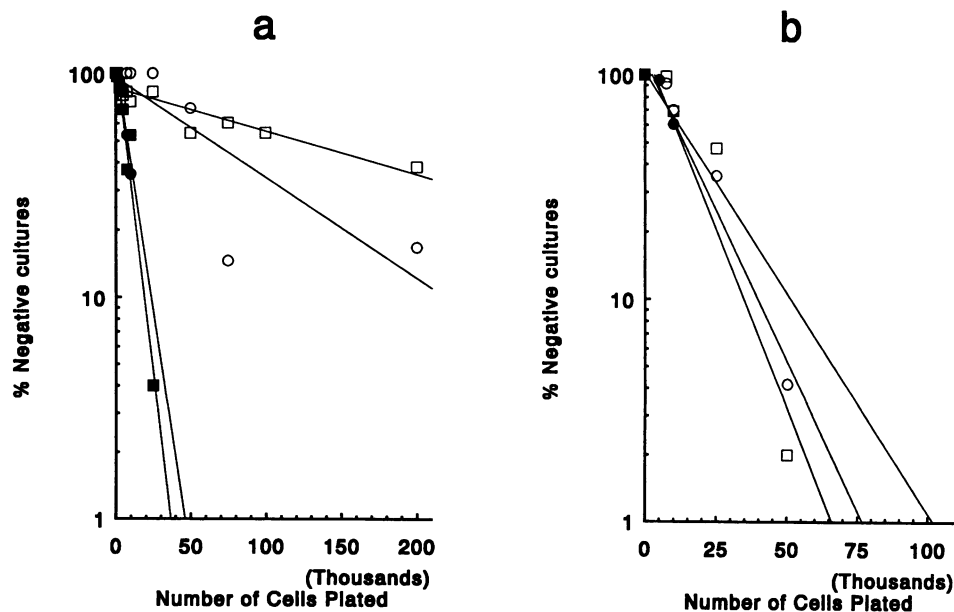 a
100
10
1
% Negative cultures
0 50 100 150 200
(Thousands)
Number of Cells Plated
b
100
10
1
% Negative cultures
0 25 50 75 100
(Thousands)
Number of Cells Plated